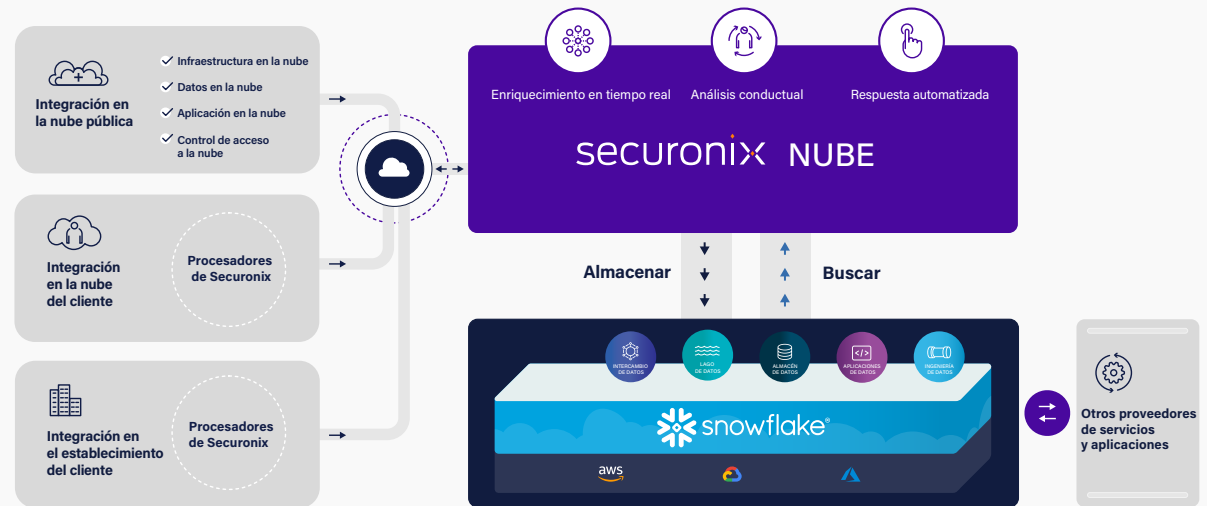 Integración en
la nube pública
Infraestructura en la nube
Datos en la nube
Aplicación en la nube
Control de acceso
a la nube
Integración
en la nube
del cliente
Procesadores
de Securonix
Integración en
el establecimiento
del cliente
Procesadores
de Securonix
Enriquecimiento en tiempo real
Análisis conductual
Respuesta automatizada
securonix NUBE
Almacenar
Buscar
INTERCAMBIO
DE DATOS
LAGO
DE DATOS
ALMACÉN
DE DATOS
APLICACIONES
DE DATOS
INGENIERÍA
DE DATOS
snowflake®
aws
Otros proveedores
de servicios
y aplicaciones